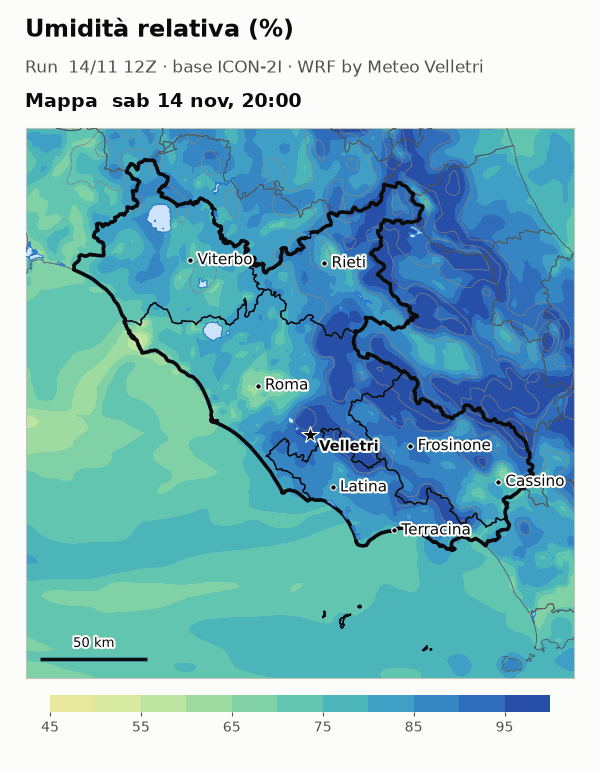 Umidità relativa (%)
Run  14/11 12Z · base ICON-2I · WRF by Meteo Velletri
Mappa  sab 14 nov, 20:00
Viterbo
Rieti
Roma
Velletri
Frosinone
Latina
Cassino
Terracina
50 km
45 55 65 75 85 95